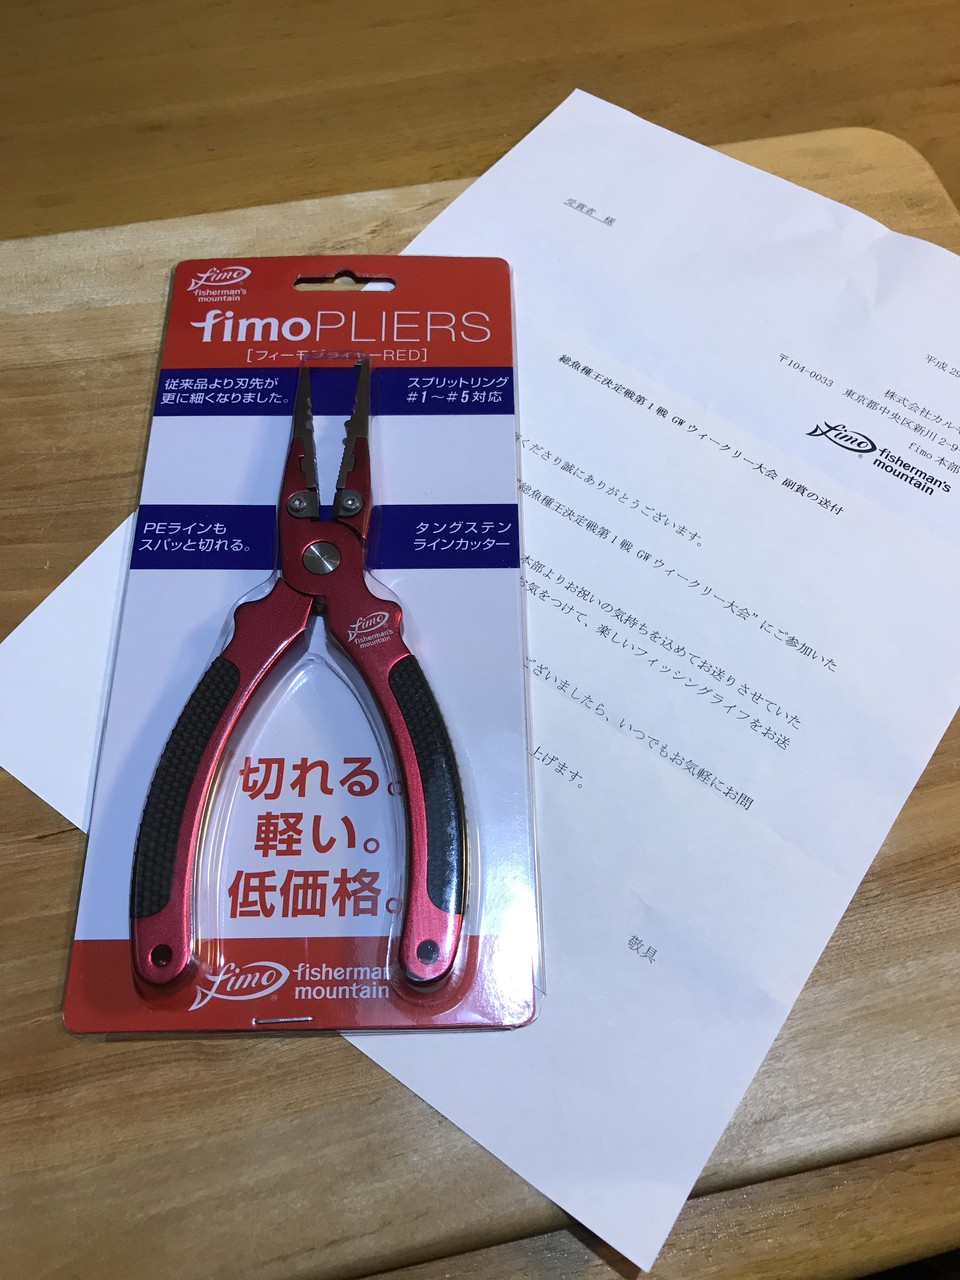 fimo
fisherman's
mountain
fimoPLIERS
[フィーモプライヤーRED]
従来品より刃先が
更に細くなりました。
スプリットリング
#1〜#5対応
PEラインも
スパッと切れる。
タングステン
ラインカッター
fimo
fisherman's
mountain
切れる。
軽い。
低価格。
fimo
fisherman
mountain
受賞者 様
平成 29
〒104-0033 東京都中央区新川 2-9-
株式会社カルミ
fimo 本部
fimo
fisherman's
mountain
総魚種王決定戦第1戦 GW ウィークリー大会 副賞の送付
くださり誠にありがとうございます。
総魚種王決定戦第1戦 GW ウィークリー大会"にご参加いた
本部よりお祝いの気持ちを込めてお送りさせていた
お気をつけて、楽しいフィッシングライフをお送
ございましたら、いつでもお気軽にお問
上げます。
敬具